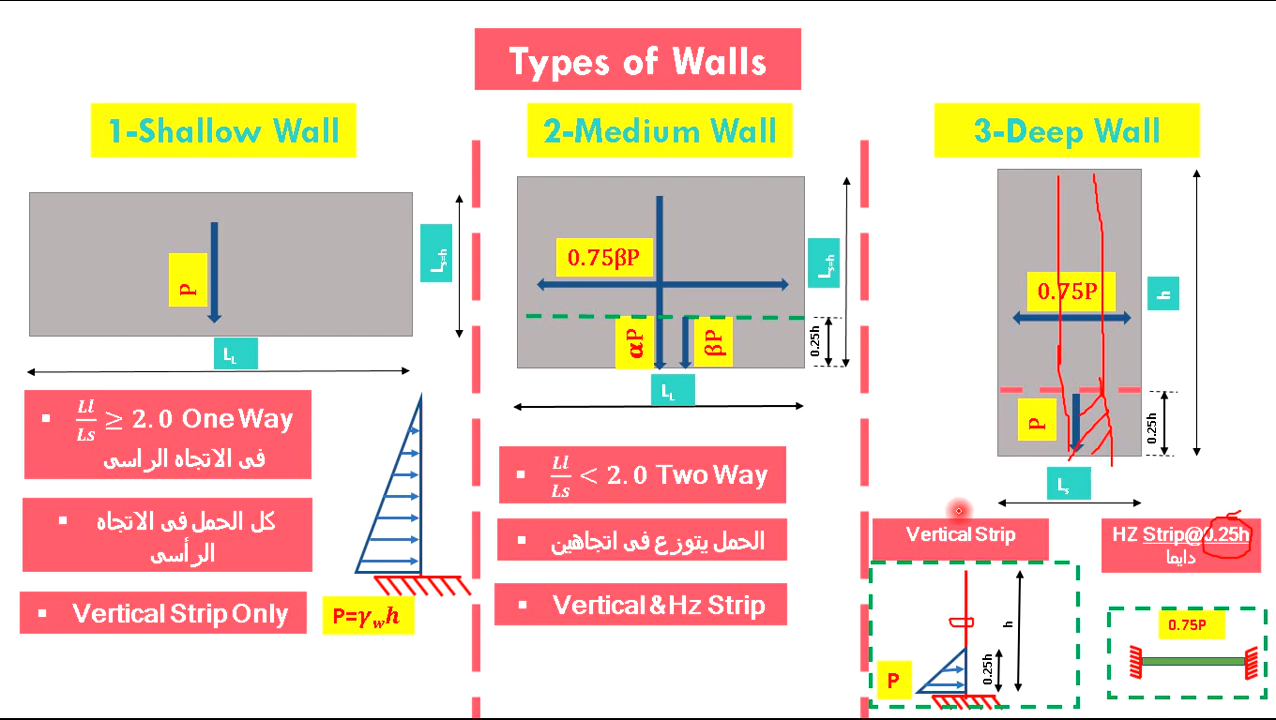 Types of Walls
1-Shallow Wall
P
Ls=h
LL
Ll/Ls ≥ 2.0 One Way
فى الاتجاه الراسى
كل الحمل فى الاتجاه
الرأسى
Vertical Strip Only
P=γwh
2-Medium Wall
0.75βP
αP
βP
Ls=h
0.25h
LL
Ll/Ls < 2.0 Two Way
الحمل يتوزع فى اتجاهين
Vertical &Hz Strip
3-Deep Wall
0.75P
h
P
0.25h
Ls
Vertical Strip
h
0.25h
P
HZ Strip@0.25h
دايما
0.75P